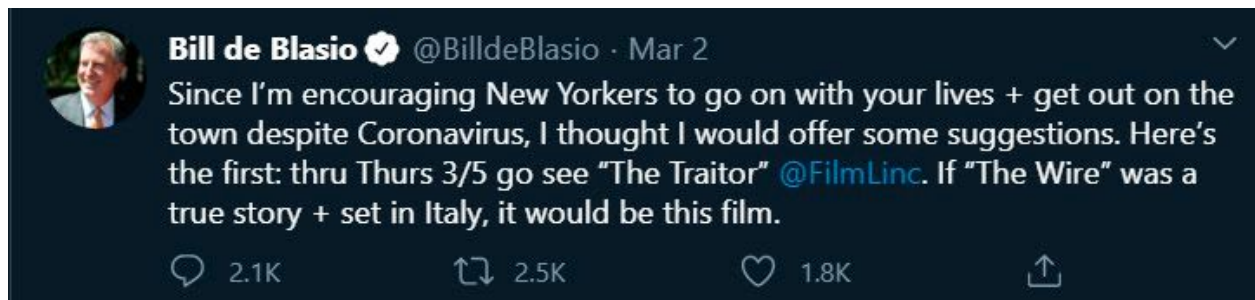 Bill de Blasio @BilldeBlasio · Mar 2
Since I'm encouraging New Yorkers to go on with your lives + get out on the
town despite Coronavirus, I thought I would offer some suggestions. Here's
the first: thru Thurs 3/5 go see "The Traitor" @FilmLinc. If "The Wire" was a
true story + set in Italy, it would be this film.
2.1K 2.5K 1.8K